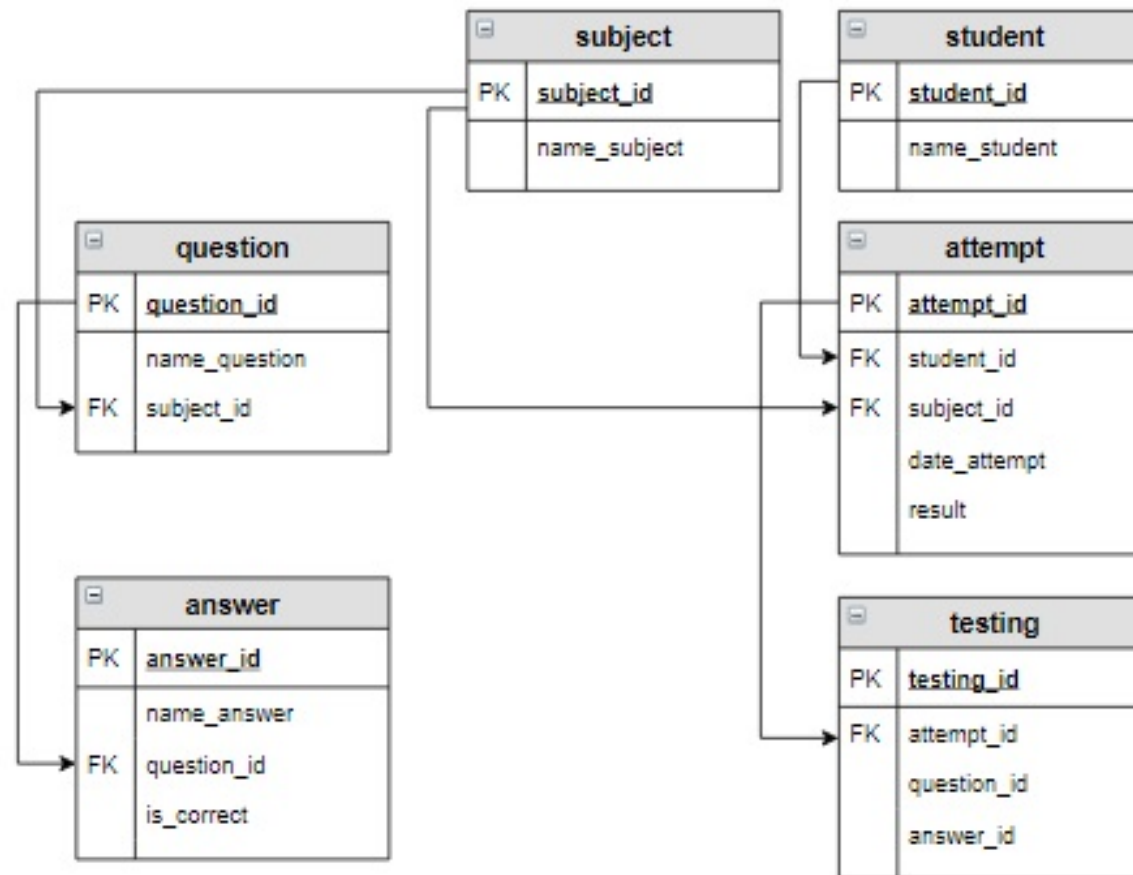 subject
PK subject_id
name_subject
student
PK student_id
name_student
question
PK question_id
name_question
FK subject_id
attempt
PK attempt_id
FK student_id
FK subject_id
date_attempt
result
answer
PK answer_id
name_answer
FK question_id
is_correct
testing
PK testing_id
FK attempt_id
question_id
answer_id